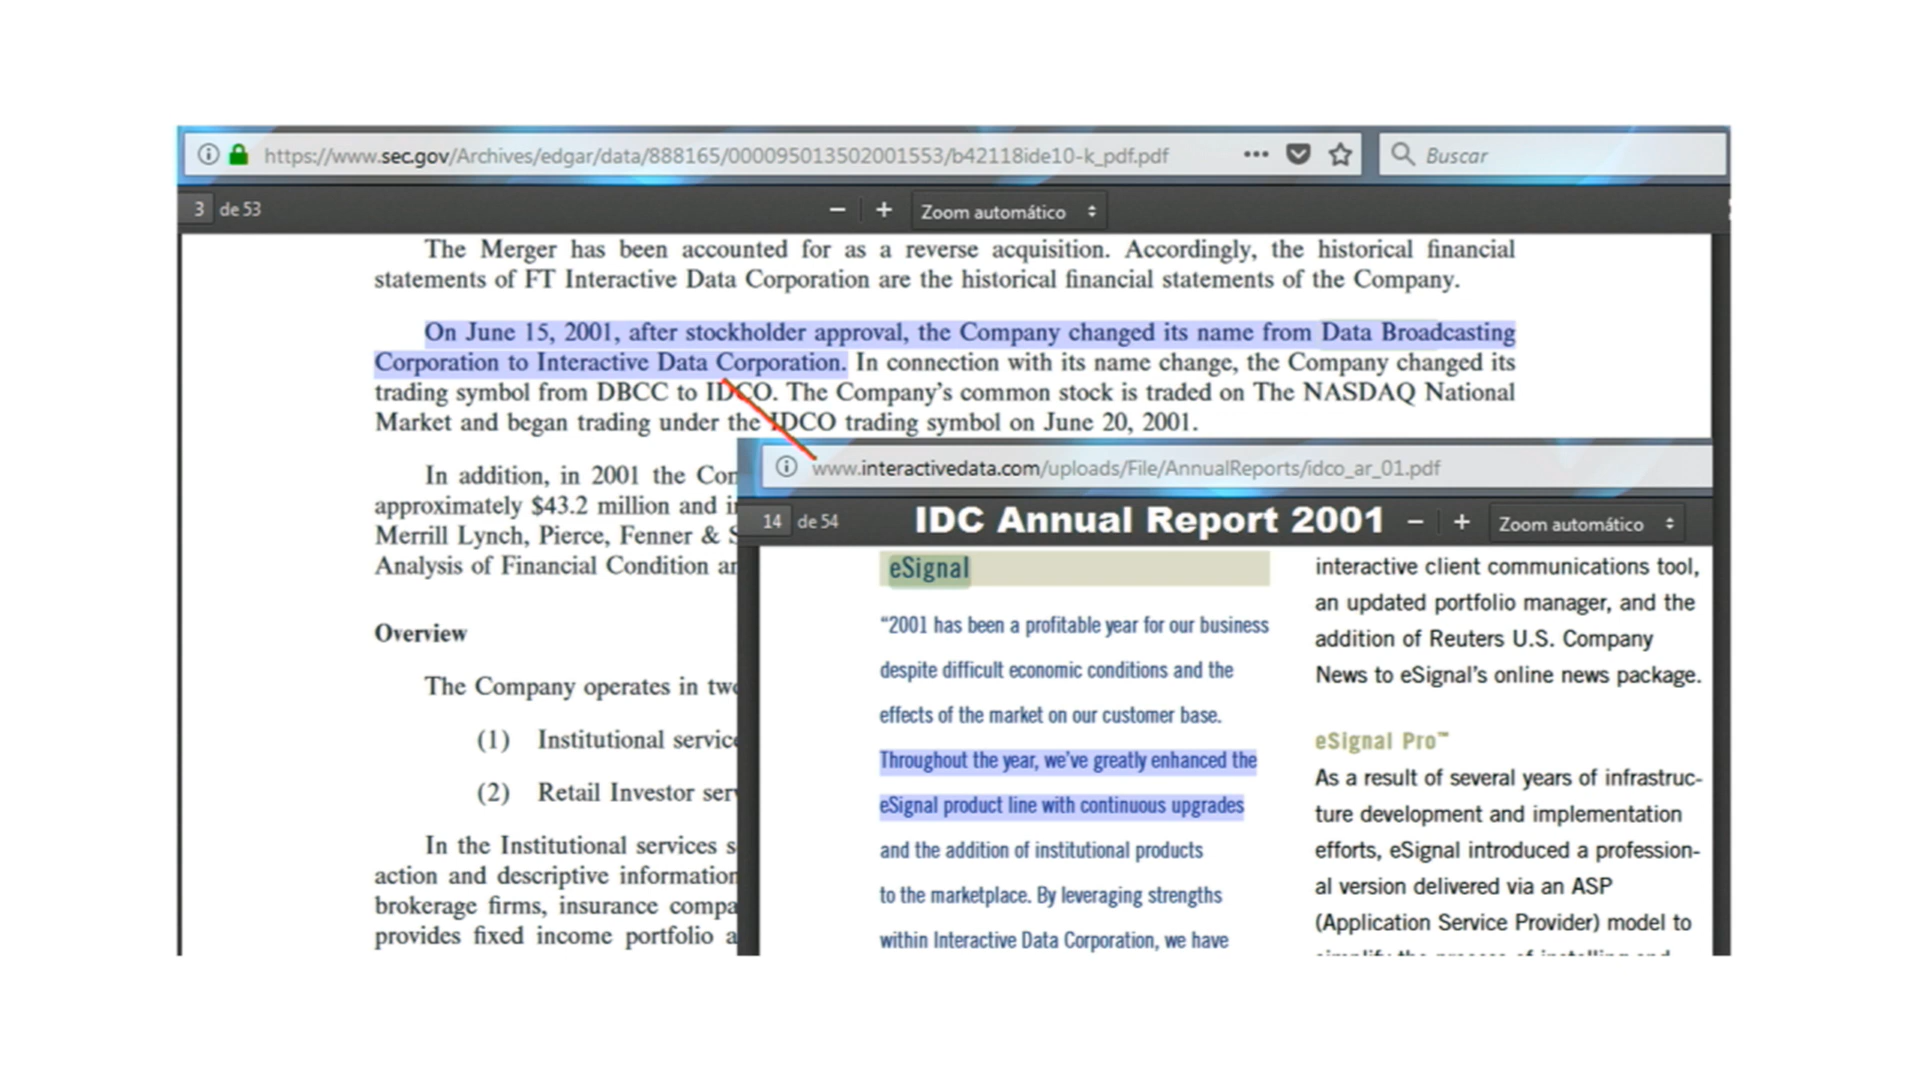 https://www.sec.gov/Archives/edgar/data/888165/000095013502001553/b42118ide10-k_pdf.pdf
Buscar
3 de 53
Zoom automático
The Merger has been accounted for as a reverse acquisition. Accordingly, the historical financial
statements of FT Interactive Data Corporation are the historical financial statements of the Company.
On June 15, 2001, after stockholder approval, the Company changed its name from Data Broadcasting
Corporation to Interactive Data Corporation. In connection with its name change, the Company changed its
trading symbol from DBCC to IDCO. The Company's common stock is traded on The NASDAQ National
Market and began trading under the IDCO trading symbol on June 20, 2001.
In addition, in 2001 the
approximately $43.2 million and
Merrill Lynch, Pierce, Fenner &
Analysis of Financial Condition
Overview
The Company operates in
(1) Institutional
(2) Retail Investor
In the Institutional services
action and descriptive information
brokerage firms, insurance
provides fixed income portfolio
www.interactivedata.com/uploads/File/AnnualReports/idco_ar_01.pdf
14 de 54
IDC Annual Report 2001
Zoom automático
eSignal
"2001 has been a profitable year for our business
despite difficult economic conditions and the
effects of the market on our customer base.
Throughout the year, we've greatly enhanced the
eSignal product line with continuous upgrades
and the addition of institutional products
to the marketplace. By leveraging strengths
within Interactive Data Corporation, we have
interactive client communications tool,
an updated portfolio manager, and the
addition of Reuters U.S. Company
News to eSignal's online news package.
eSignal Pro™
As a result of several years of infrastruc-
ture development and implementation
efforts, eSignal introduced a profession-
al version delivered via an ASP
(Application Service Provider) model to